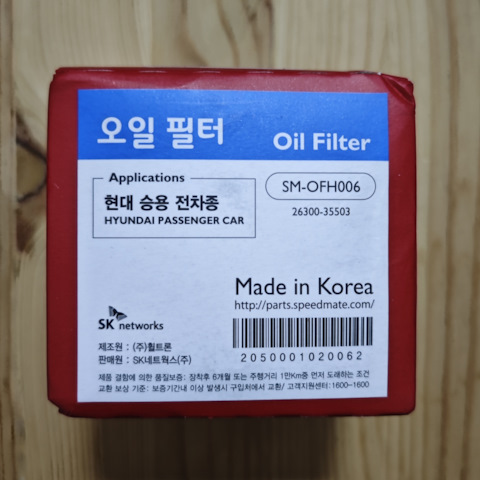 오일 필터
Oil Filter
Applications
현대 승용 전차종
HYUNDAI PASSENGER CAR
SM-OFH006
26300-35503
Made in Korea
http://parts.speedmate.com/
SK networks
2050001020062
제조원 : (주)휠트론
판매원 : SK네트웍스(주)
제품 결함에 의한 품질보증: 장착후 6개월 또는 주행거리 1만Km중 먼저 도래하는 조건
교환 보상 기준: 보증기간내 이상 발생시 구입처에서 교환/ 고객지원센터:1600-1600